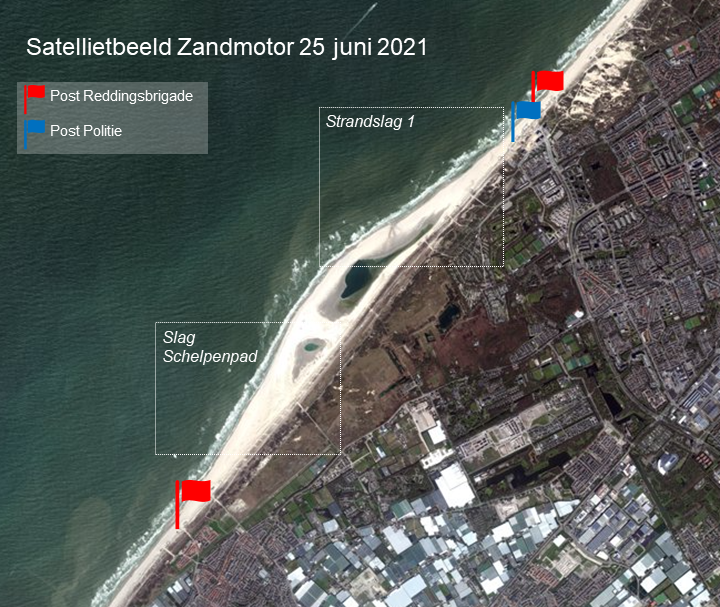 Satellietbeeld Zandmotor 25 juni 2021
Post Reddingsbrigade
Post Politie
Strandslag 1
Slag
Schelpenpad